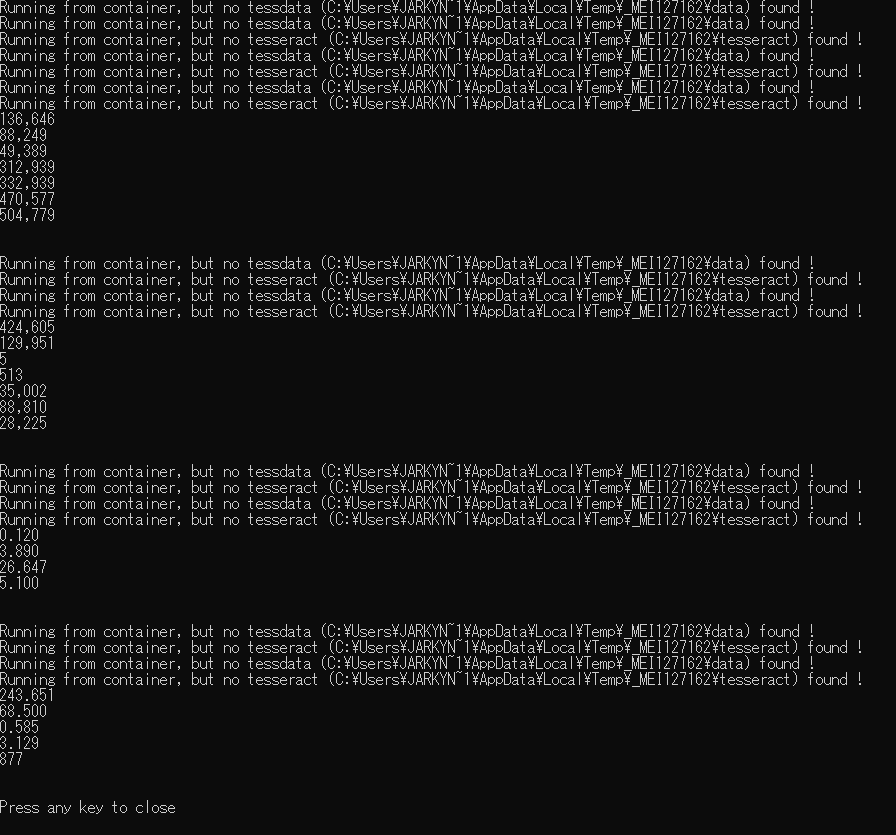 Running from container, but no tessdata (C:¥Users¥JARKYN~1¥AppData¥Local¥Temp¥_MEI127162¥data) found !
Running from container, but no tessdata (C:¥Users¥JARKYN~1¥AppData¥Local¥Temp¥_MEI127162¥data) found !
Running from container, but no tesseract (C:¥Users¥JARKYN~1¥AppData¥Local¥Temp¥_MEI127162¥tesseract) found !
Running from container, but no tessdata (C:¥Users¥JARKYN~1¥AppData¥Local¥Temp¥_MEI127162¥data) found !
Running from container, but no tesseract (C:¥Users¥JARKYN~1¥AppData¥Local¥Temp¥_MEI127162¥tesseract) found !
Running from container, but no tessdata (C:¥Users¥JARKYN~1¥AppData¥Local¥Temp¥_MEI127162¥data) found !
Running from container, but no tesseract (C:¥Users¥JARKYN~1¥AppData¥Local¥Temp¥_MEI127162¥tesseract) found !
136,646
88,249
49,389
312,939
332,939
470,577
504,779
Running from container, but no tessdata (C:¥Users¥JARKYN~1¥AppData¥Local¥Temp¥_MEI127162¥data) found !
Running from container, but no tesseract (C:¥Users¥JARKYN~1¥AppData¥Local¥Temp¥_MEI127162¥tesseract) found !
Running from container, but no tessdata (C:¥Users¥JARKYN~1¥AppData¥Local¥Temp¥_MEI127162¥data) found !
Running from container, but no tesseract (C:¥Users¥JARKYN~1¥AppData¥Local¥Temp¥_MEI127162¥tesseract) found !
424,605
129,951
5
513
35,002
88,810
28,225
Running from container, but no tessdata (C:¥Users¥JARKYN~1¥AppData¥Local¥Temp¥_MEI127162¥data) found !
Running from container, but no tesseract (C:¥Users¥JARKYN~1¥AppData¥Local¥Temp¥_MEI127162¥tesseract) found !
Running from container, but no tessdata (C:¥Users¥JARKYN~1¥AppData¥Local¥Temp¥_MEI127162¥data) found !
Running from container, but no tesseract (C:¥Users¥JARKYN~1¥AppData¥Local¥Temp¥_MEI127162¥tesseract) found !
0.120
3.890
26.647
5.100
Running from container, but no tessdata (C:¥Users¥JARKYN~1¥AppData¥Local¥Temp¥_MEI127162¥data) found !
Running from container, but no tesseract (C:¥Users¥JARKYN~1¥AppData¥Local¥Temp¥_MEI127162¥tesseract) found !
Running from container, but no tessdata (C:¥Users¥JARKYN~1¥AppData¥Local¥Temp¥_MEI127162¥data) found !
Running from container, but no tesseract (C:¥Users¥JARKYN~1¥AppData¥Local¥Temp¥_MEI127162¥tesseract) found !
243.651
68.500
0.585
3.129
877
Press any key to close